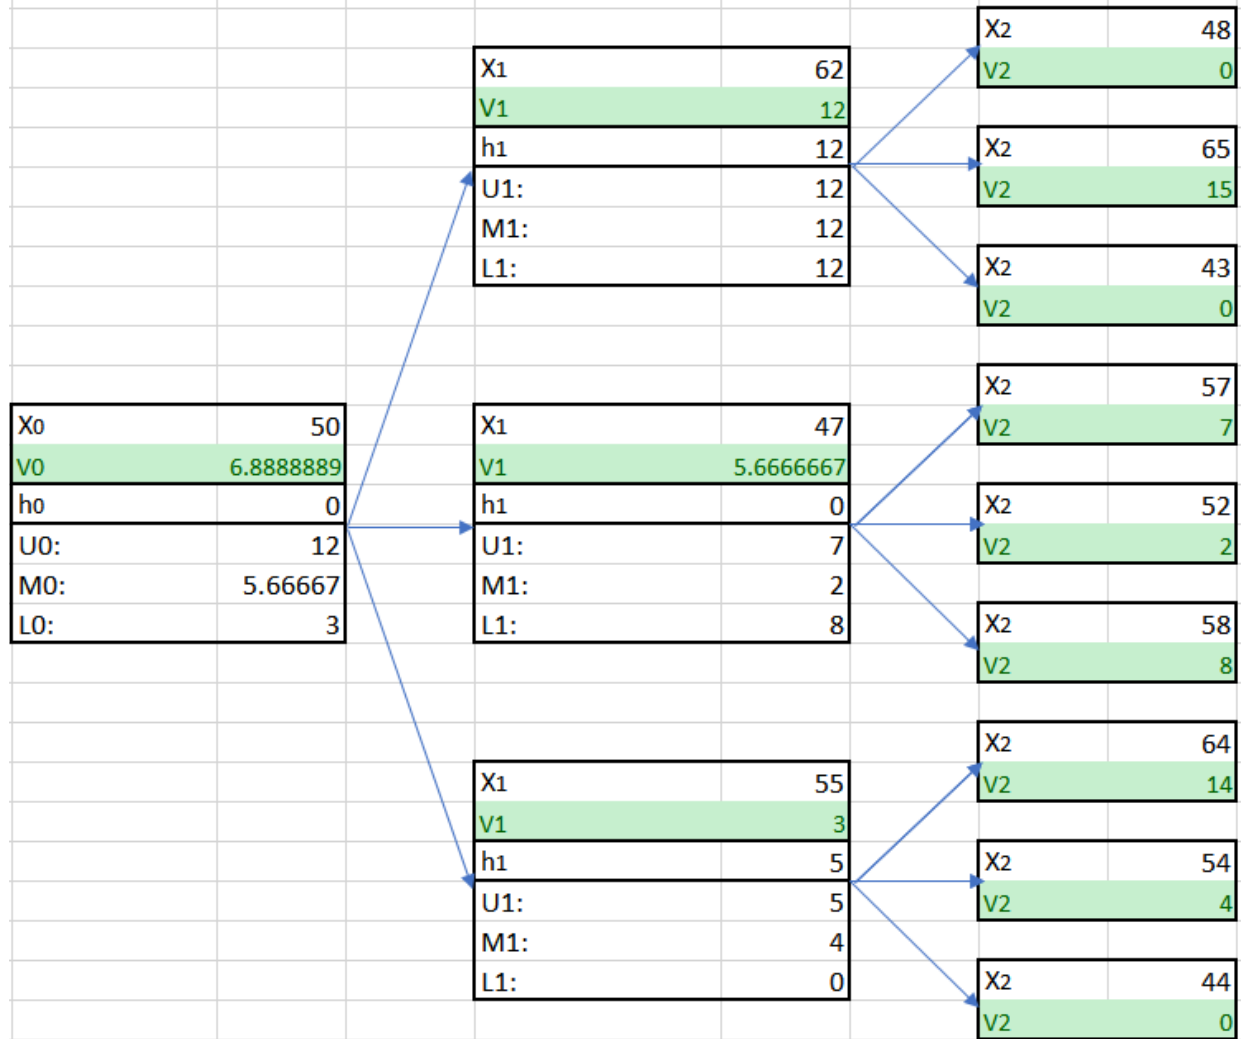 X0 50
V0 6.8888889
h0 0
U0: 12
M0: 5.66667
L0: 3
X1 62
V1 12
h1 12
U1: 12
M1: 12
L1: 12
X1 47
V1 5.6666667
h1 0
U1: 7
M1: 2
L1: 8
X1 55
V1 3
h1 5
U1: 5
M1: 4
L1: 0
X2 48
V2 0
X2 65
V2 15
X2 43
V2 0
X2 57
V2 7
X2 52
V2 2
X2 58
V2 8
X2 64
V2 14
X2 54
V2 4
X2 44
V2 0